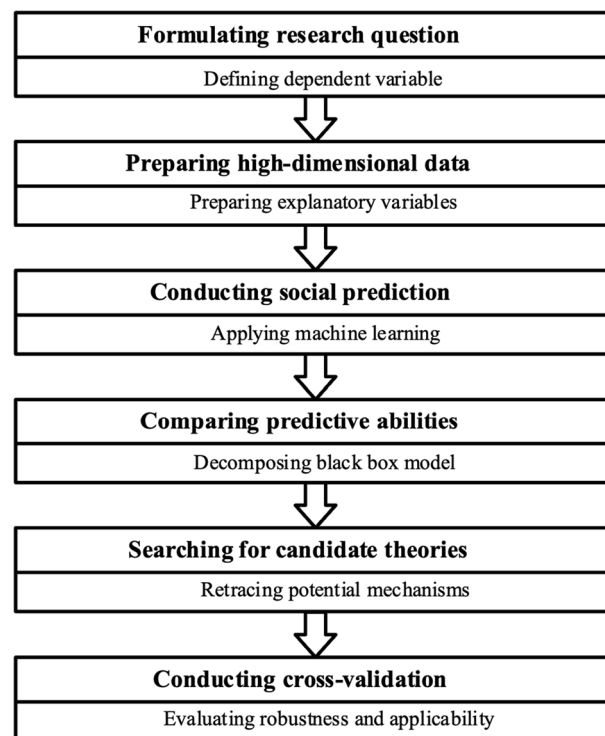 Formulating research question
Defining dependent variable
Preparing high-dimensional data
Preparing explanatory variables
Conducting social prediction
Applying machine learning
Comparing predictive abilities
Decomposing black box model
Searching for candidate theories
Retracing potential mechanisms
Conducting cross-validation
Evaluating robustness and applicability